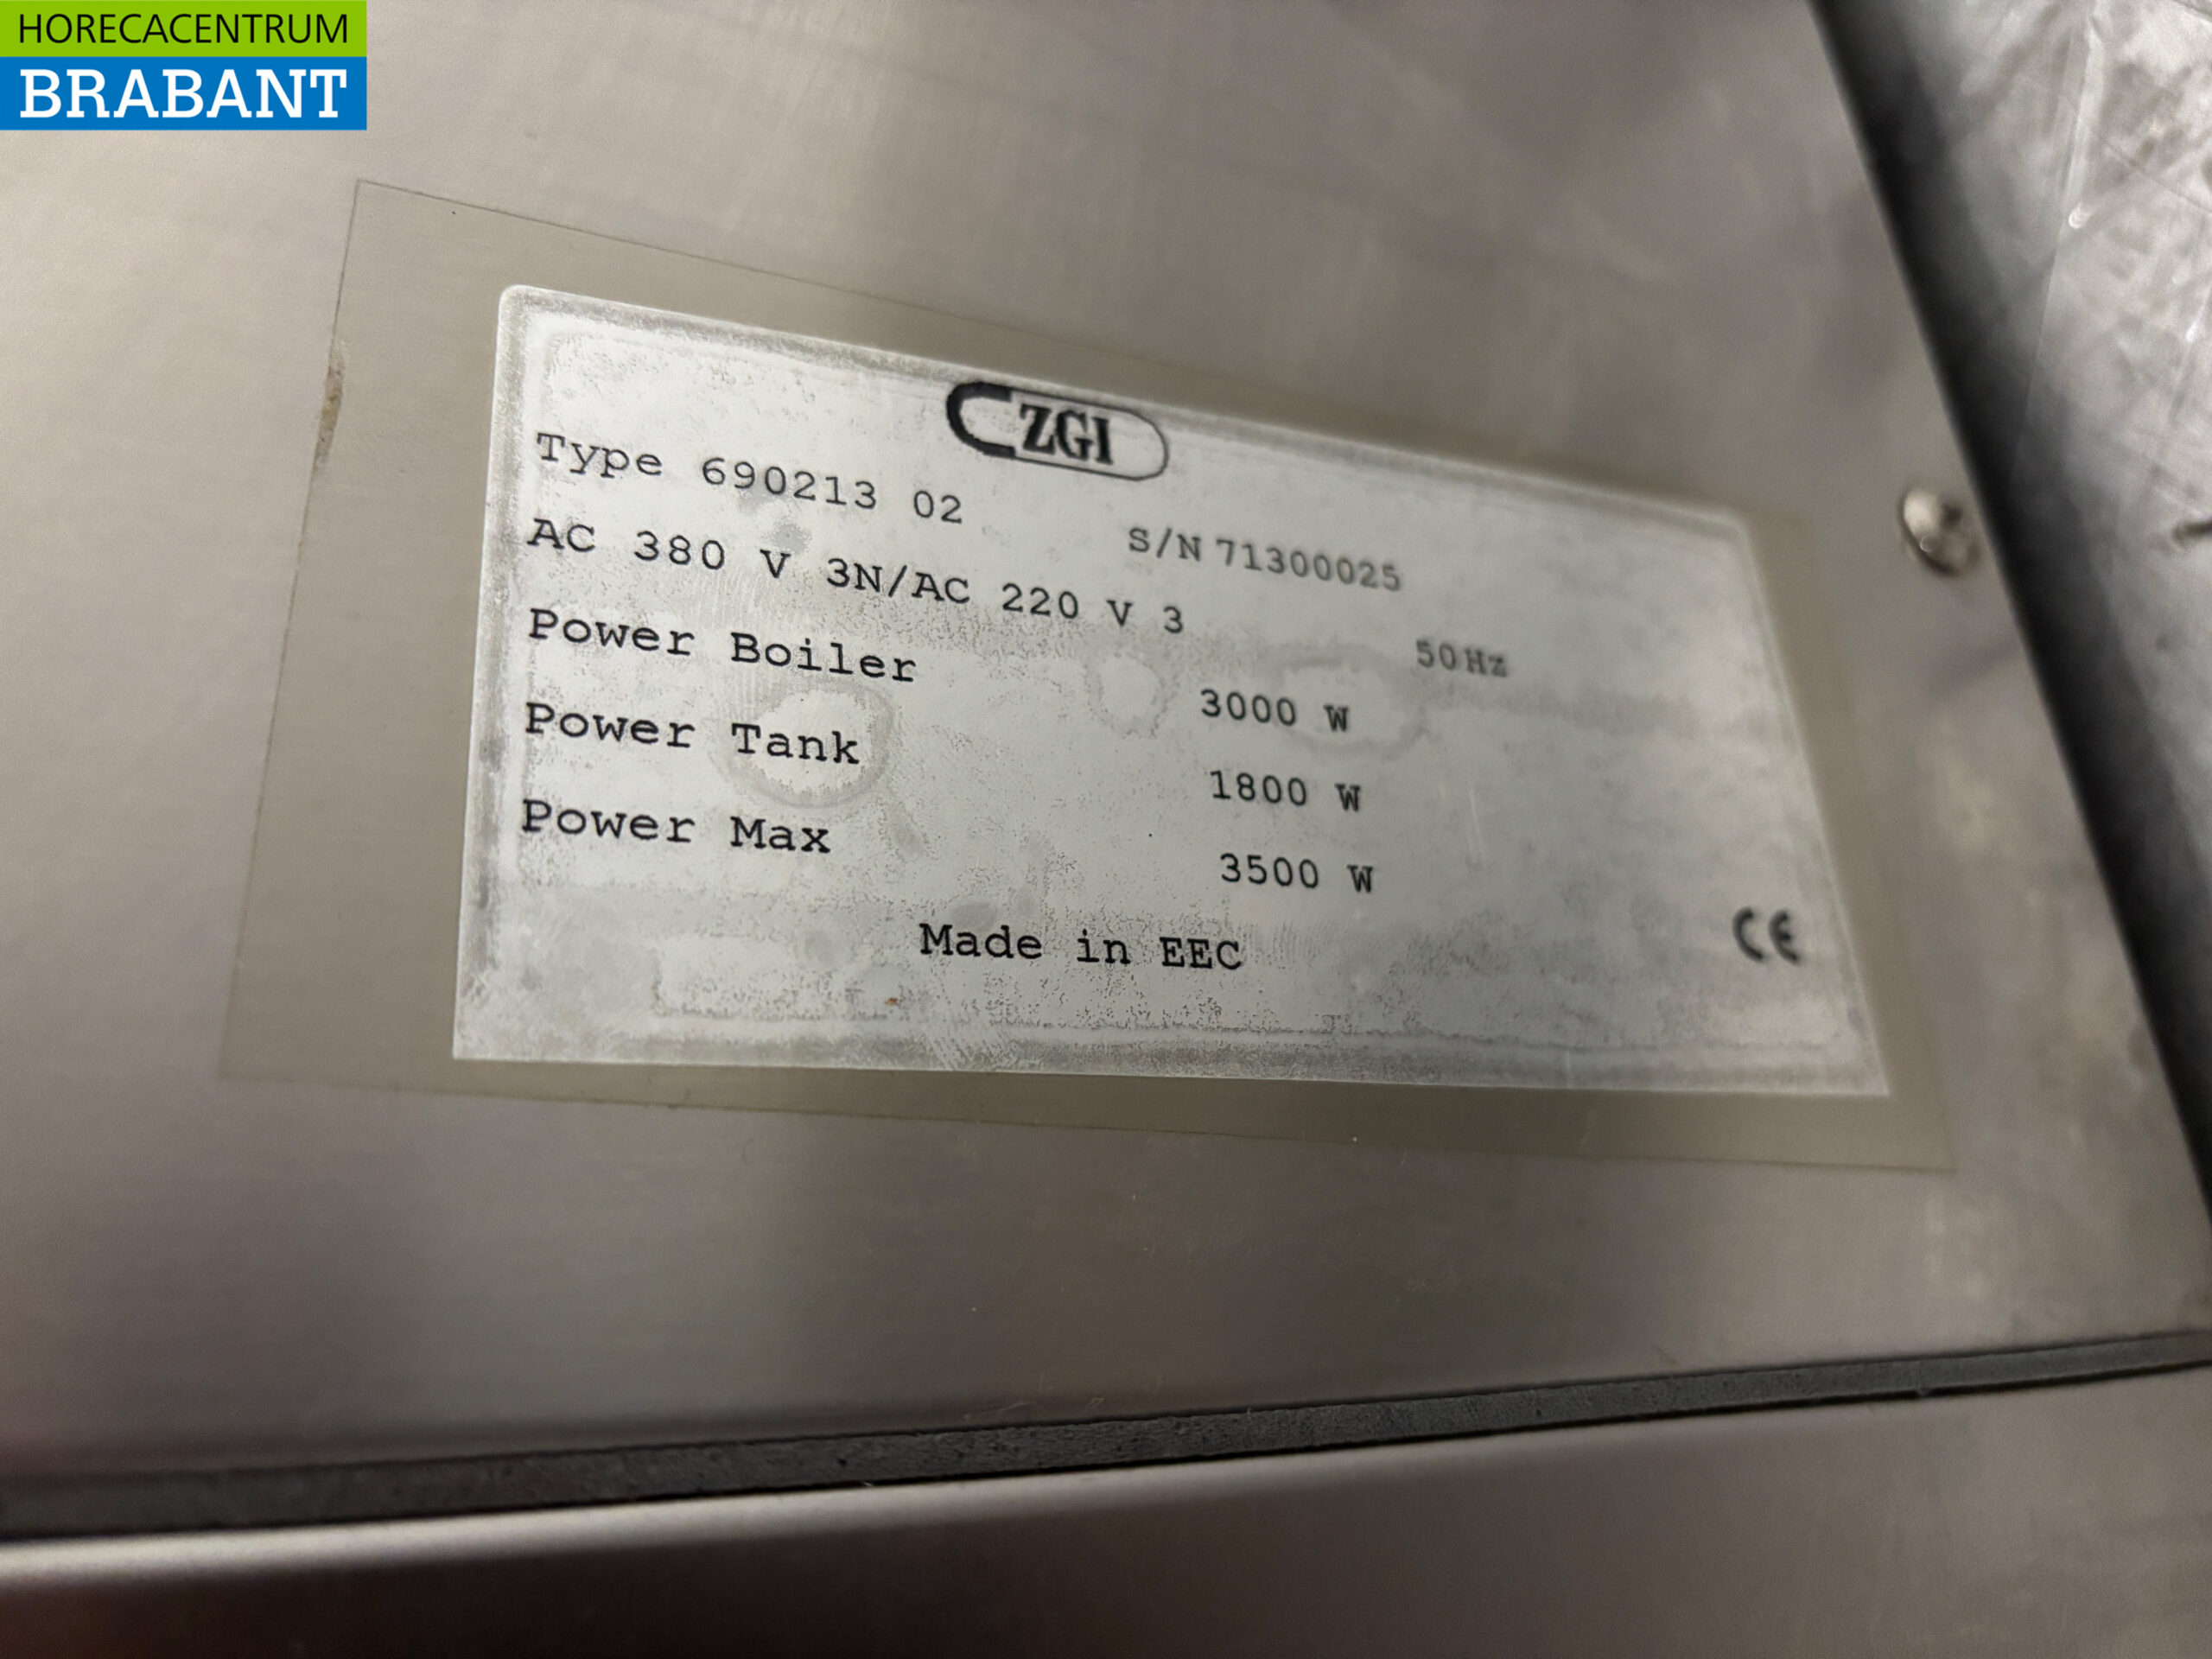 HORECACENTRUM
BRABANT
ZGI
Type 690213 02 S/N 71300025
AC 380 V 3N/AC 220 V 3 50Hz
Power Boiler 3000 W
Power Tank 1800 W
Power Max 3500 W
Made in EEC CE